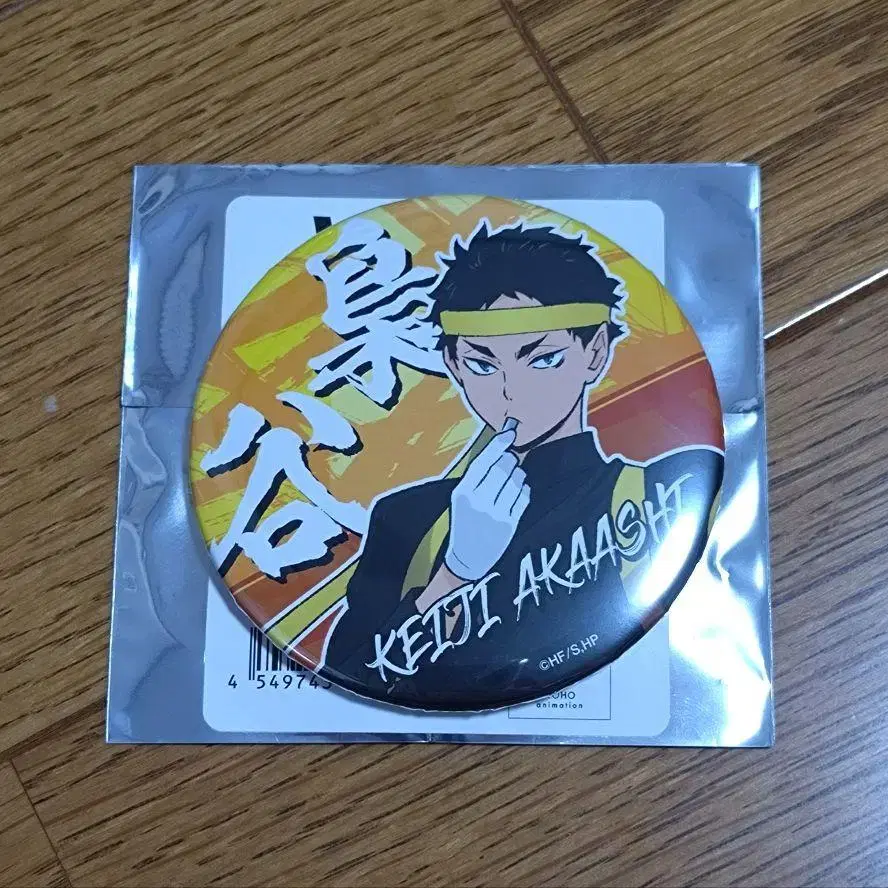 梟谷
KEIJI AKAASHI
©HF/S,HP
4 549743
animation